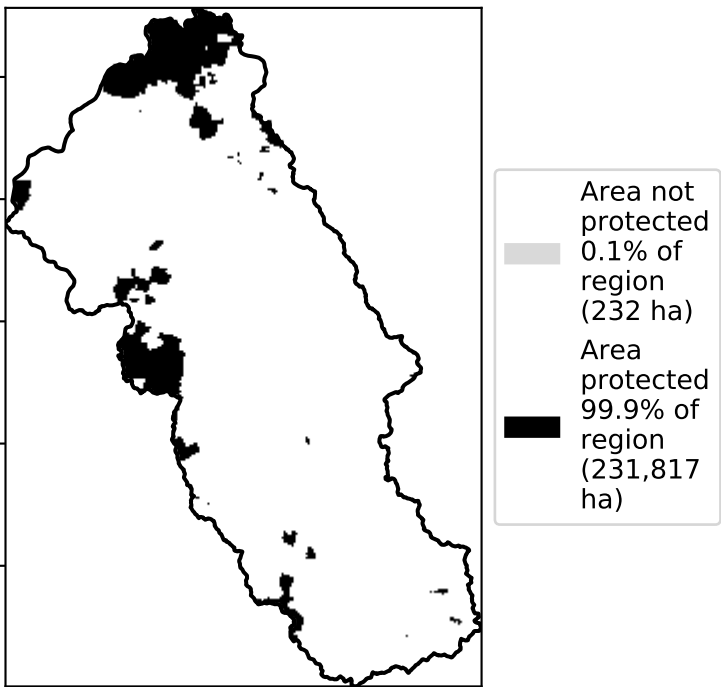 Area not
protected
0.1% of
region
(232 ha)
Area
protected
99.9% of
region
(231,817
ha)